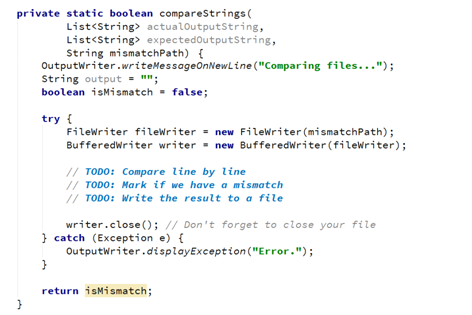 private static boolean compareStrings(
        List<String> actualOutputString,
        List<String> expectedOutputString,
        String mismatchPath) {
    OutputWriter.writeMessageOnNewLine("Comparing files...");
    String output = "";
    boolean isMismatch = false;

    try {
        FileWriter fileWriter = new FileWriter(mismatchPath);
        BufferedWriter writer = new BufferedWriter(fileWriter);

        // TODO: Compare line by line
        // TODO: Mark if we have a mismatch
        // TODO: Write the result to a file

        writer.close(); // Don't forget to close your file
    } catch (Exception e) {
        OutputWriter.displayException("Error.");
    }

    return isMismatch;
}